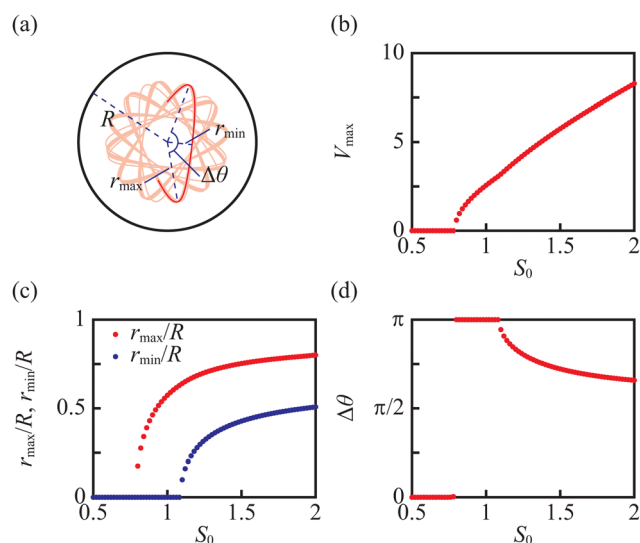 (a)
R
r_min
r_max
Δθ
(b)
10
5
0
V_max
0.5
1
1.5
2
S_0
(c)
r_max/R
r_min/R
1
0.5
0
r_max/R, r_min/R
0.5
1
1.5
2
S_0
(d)
π
π/2
0
Δθ
0.5
1
1.5
2
S_0